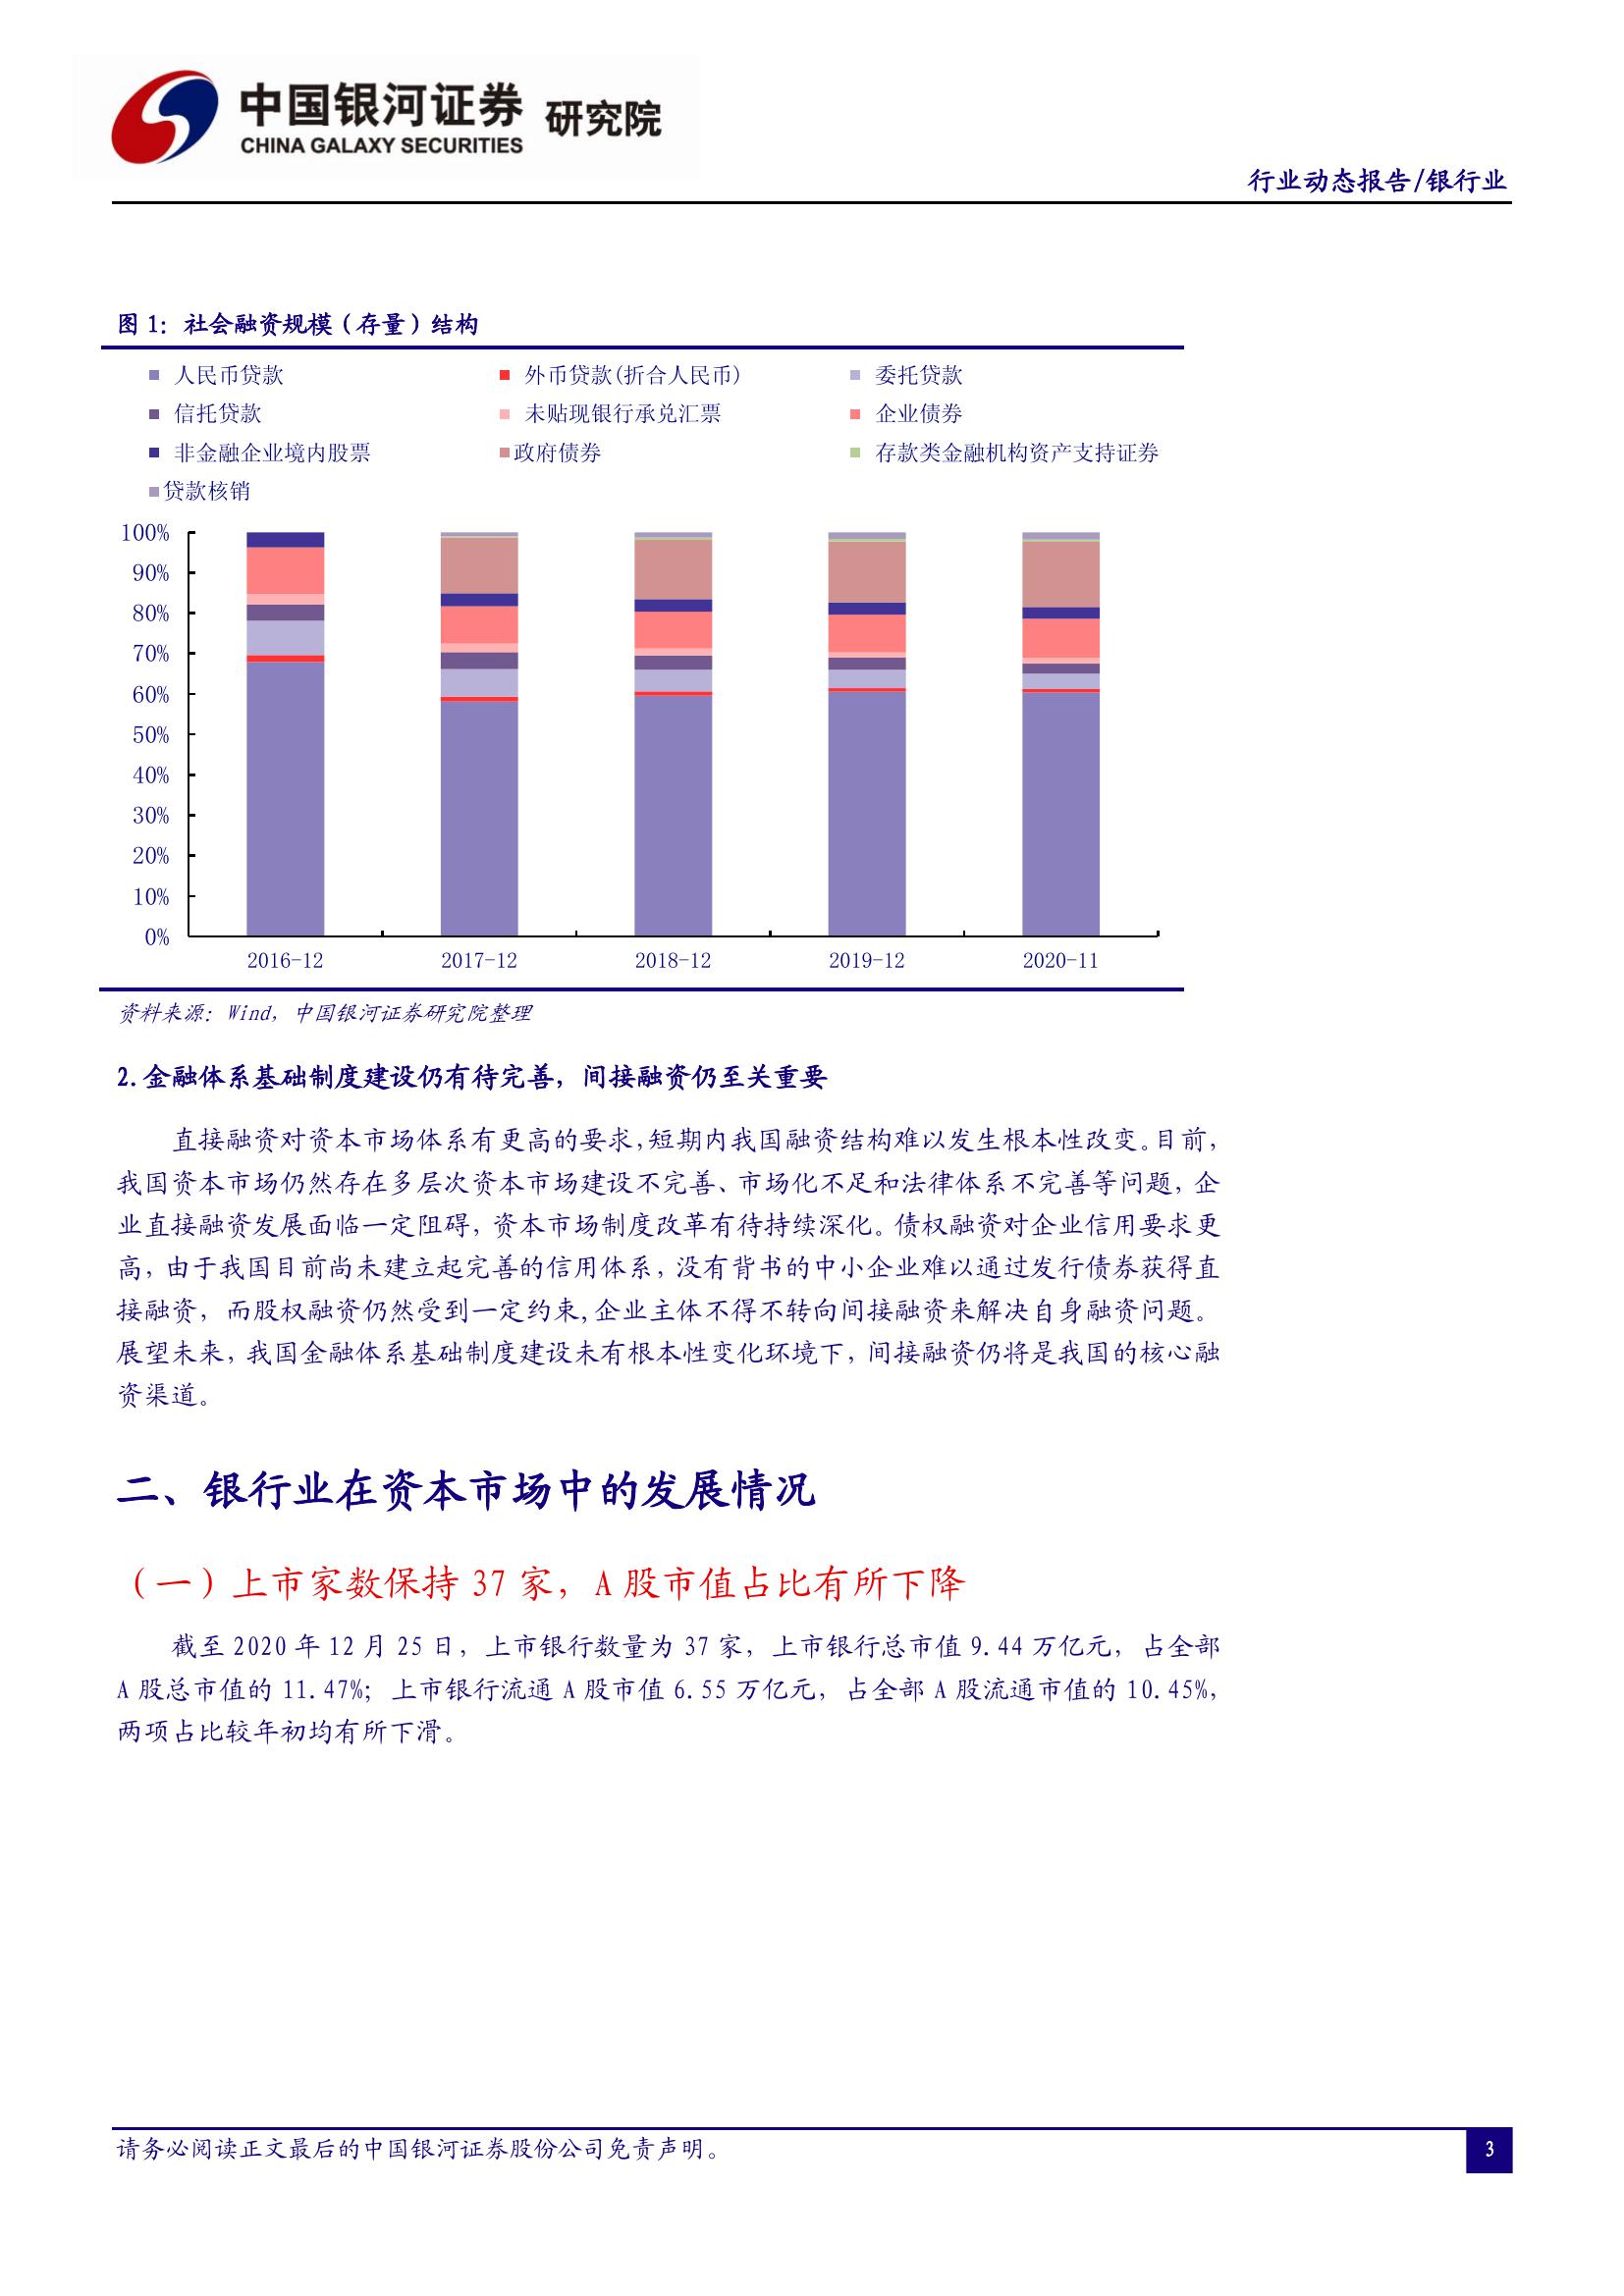 中国银河证券 研究院
CHINA GALAXY SECURITIES
行业动态报告/银行业
图 1: 社会融资规模（存量）结构
人民币贷款 外币贷款(折合人民币) 委托贷款
信托贷款 未贴现银行承兑汇票 企业债券
非金融企业境内股票 政府债券 存款类金融机构资产支持证券
贷款核销
100%
90%
80%
70%
60%
50%
40%
30%
20%
10%
0%
2016-12 2017-12 2018-12 2019-12 2020-11
资料来源: Wind, 中国银河证券研究院整理
2.金融体系基础制度建设仍有待完善，间接融资仍至关重要
直接融资对资本市场体系有更高的要求,短期内我国融资结构难以发生根本性改变。目前，
我国资本市场仍然存在多层次资本市场建设不完善、市场化不足和法律体系不完善等问题，企
业直接融资发展面临一定阻碍，资本市场制度改革有待持续深化。债权融资对企业信用要求更
高，由于我国目前尚未建立起完善的信用体系，没有背书的中小企业难以通过发行债券获得直
接融资，而股权融资仍然受到一定约束,企业主体不得不转向间接融资来解决自身融资问题。
展望未来，我国金融体系基础制度建设未有根本性变化环境下，间接融资仍将是我国的核心融
资渠道。
二、银行业在资本市场中的发展情况
（一）上市家数保持 37 家，A 股市值占比有所下降
截至 2020 年 12 月 25 日，上市银行数量为 37 家，上市银行总市值 9.44 万亿元，占全部
A 股总市值的 11.47%；上市银行流通 A 股市值 6.55 万亿元，占全部 A 股流通市值的 10.45%，
两项占比较年初均有所下滑。
请务必阅读正文最后的中国银河证券股份公司免责声明。
3